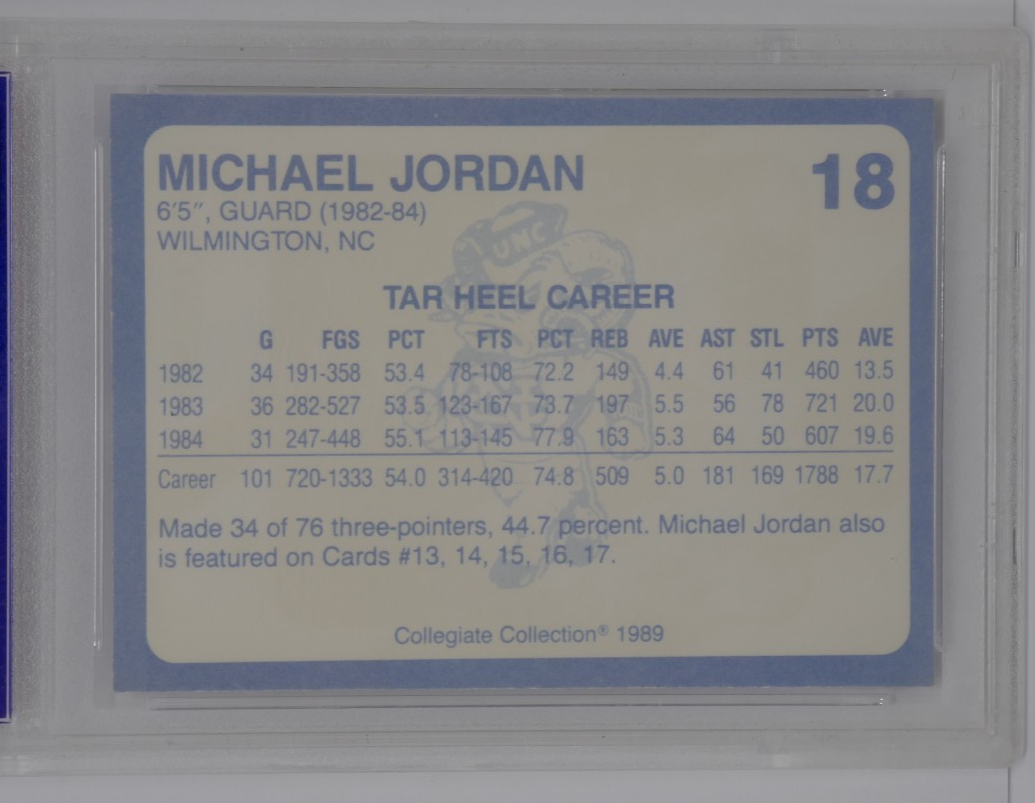 MICHAEL JORDAN 18
6'5", GUARD (1982-84)
WILMINGTON, NC
UNC
TAR HEEL CAREER
G FGS PCT FTS PCT REB AVE AST STL PTS AVE
1982 34 191-358 53.4 78-108 72.2 149 4.4 61 41 460 13.5
1983 36 282-527 53.5 123-167 73.7 197 5.5 56 78 721 20.0
1984 31 247-448 55.1 113-145 77.9 163 5.3 64 50 607 19.6
Career 101 720-1333 54.0 314-420 74.8 509 5.0 181 169 1788 17.7
Made 34 of 76 three-pointers, 44.7 percent. Michael Jordan also
is featured on Cards #13, 14, 15, 16, 17.
Collegiate Collection® 1989